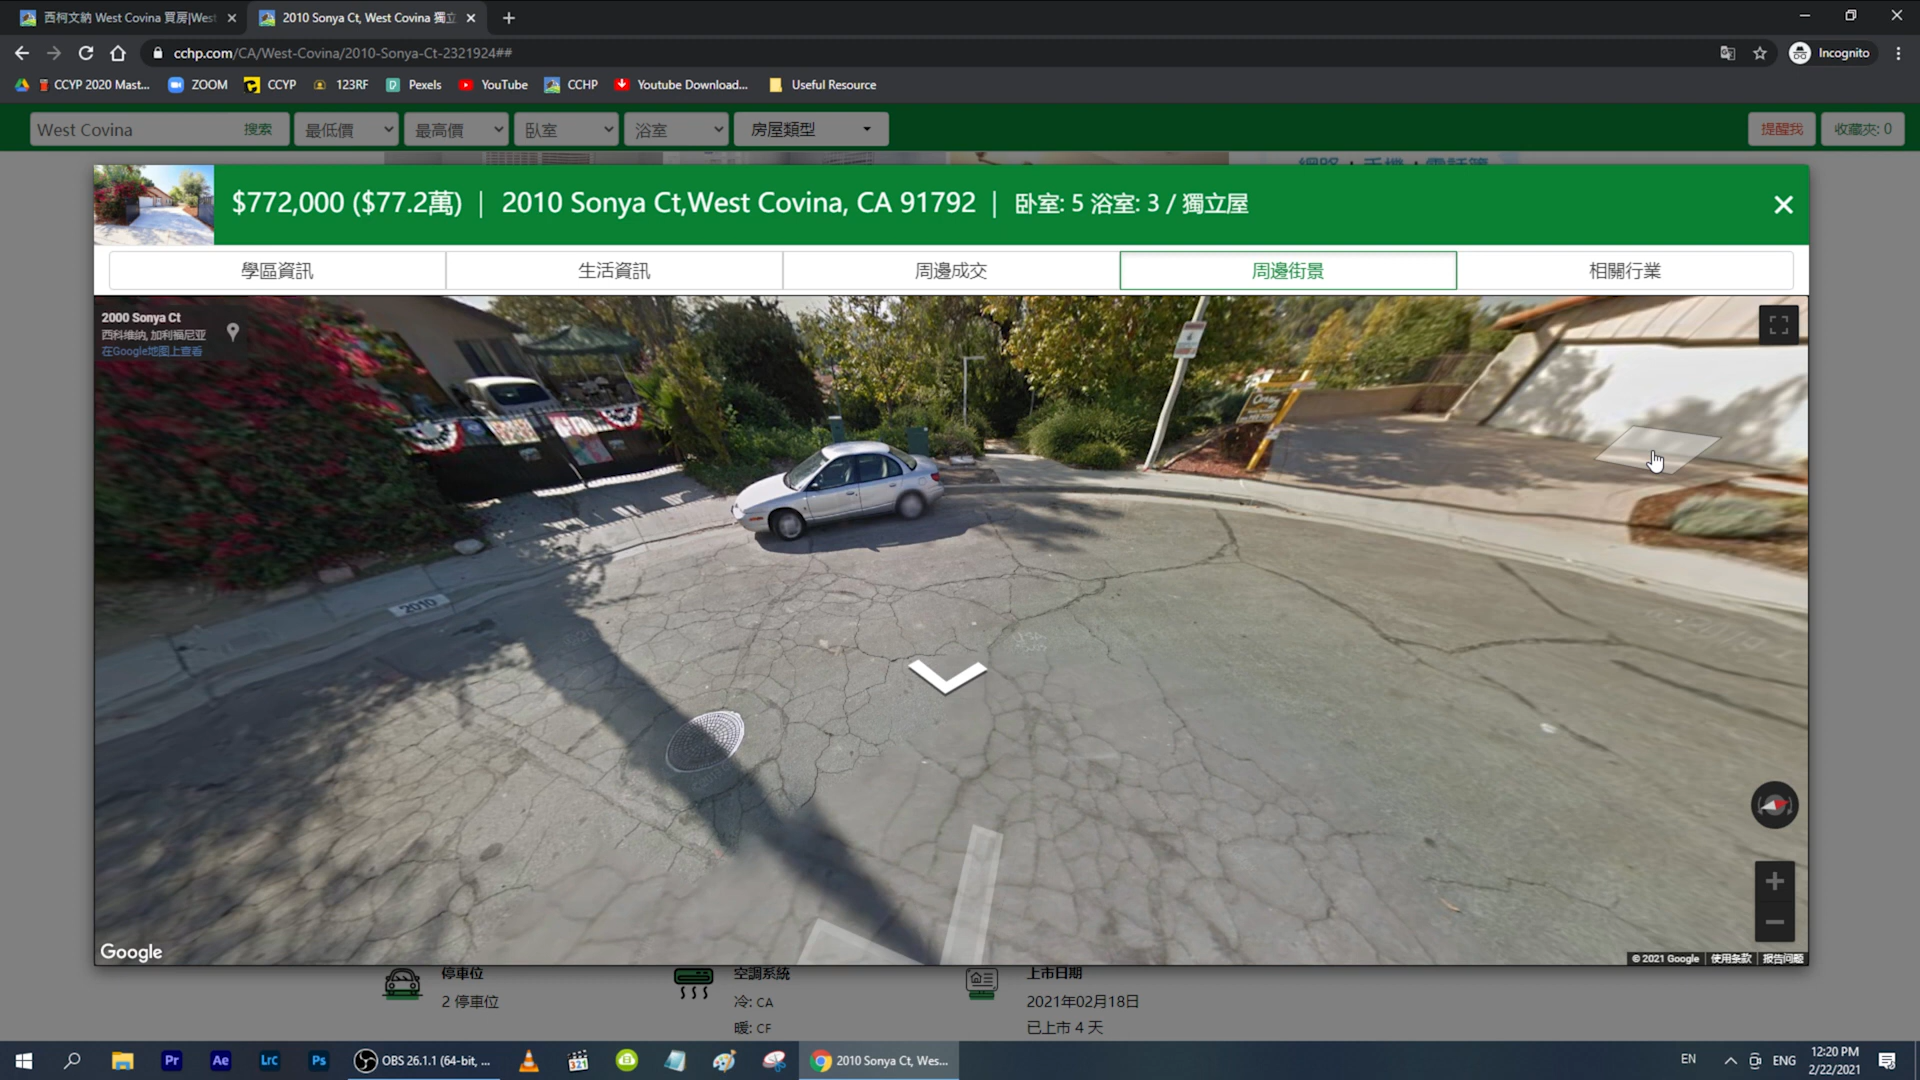 西柯文納 West Covina 買房|West
2010 Sonya Ct, West Covina 獨立
cchp.com/CA/West-Covina/2010-Sonya-Ct-2321924##
Incognito
CCYP 2020 Mast...
ZOOM
CCYP
123RF
Pexels
YouTube
CCHP
Youtube Download...
Useful Resource
West Covina
搜索
最低價
最高價
臥室
浴室
房屋類型
提醒我
收藏夾: 0
$772,000 ($77.2萬) | 2010 Sonya Ct,West Covina, CA 91792 | 卧室: 5 浴室: 3 / 獨立屋
學區資訊
生活資訊
周邊成交
周邊街景
相關行業
2000 Sonya Ct
西科维纳, 加利福尼亚
在Google地图上查看
2010
Google
© 2021 Google
使用条款
报告问题
停車位
2 停車位
空調系統
冷: CA
暖: CF
上市日期
2021年02月18日
已上市 4 天
Pr
Ae
Lrc
Ps
OBS 26.1.1 (64-bit, ...
321
2010 Sonya Ct, Wes...
EN
ENG
12:20 PM
2/22/2021